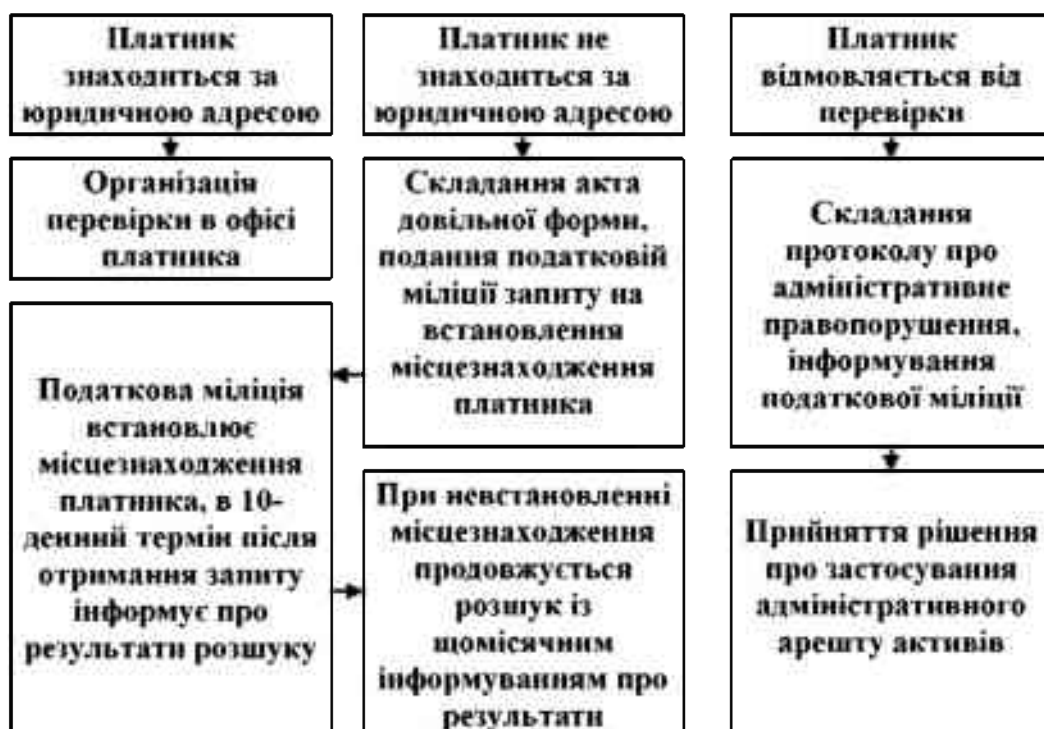 Платник
знаходиться за
юридичною адресою
Платник не
знаходиться за
юридичною адресою
Платник
відмовляється від
перевірки
Організація
перевірки в офісі
платника
Складання акта
довільної форми,
подання податковій
міліції запиту на
встановлення
місцезнаходження
платника
Складання
протоколу про
адміністративне
правопорушення,
інформування
податкової міліції
Податкова міліція
встановлює
місцезнаходження
платника, в 10-
денний термін після
отримання запиту
інформує про
результати розшуку
При невстановленні
місцезнаходження
продовжується
розшук із
щомісячним
інформуванням про
результати
Прийняття рішення
про застосування
адміністративного
арешту активів